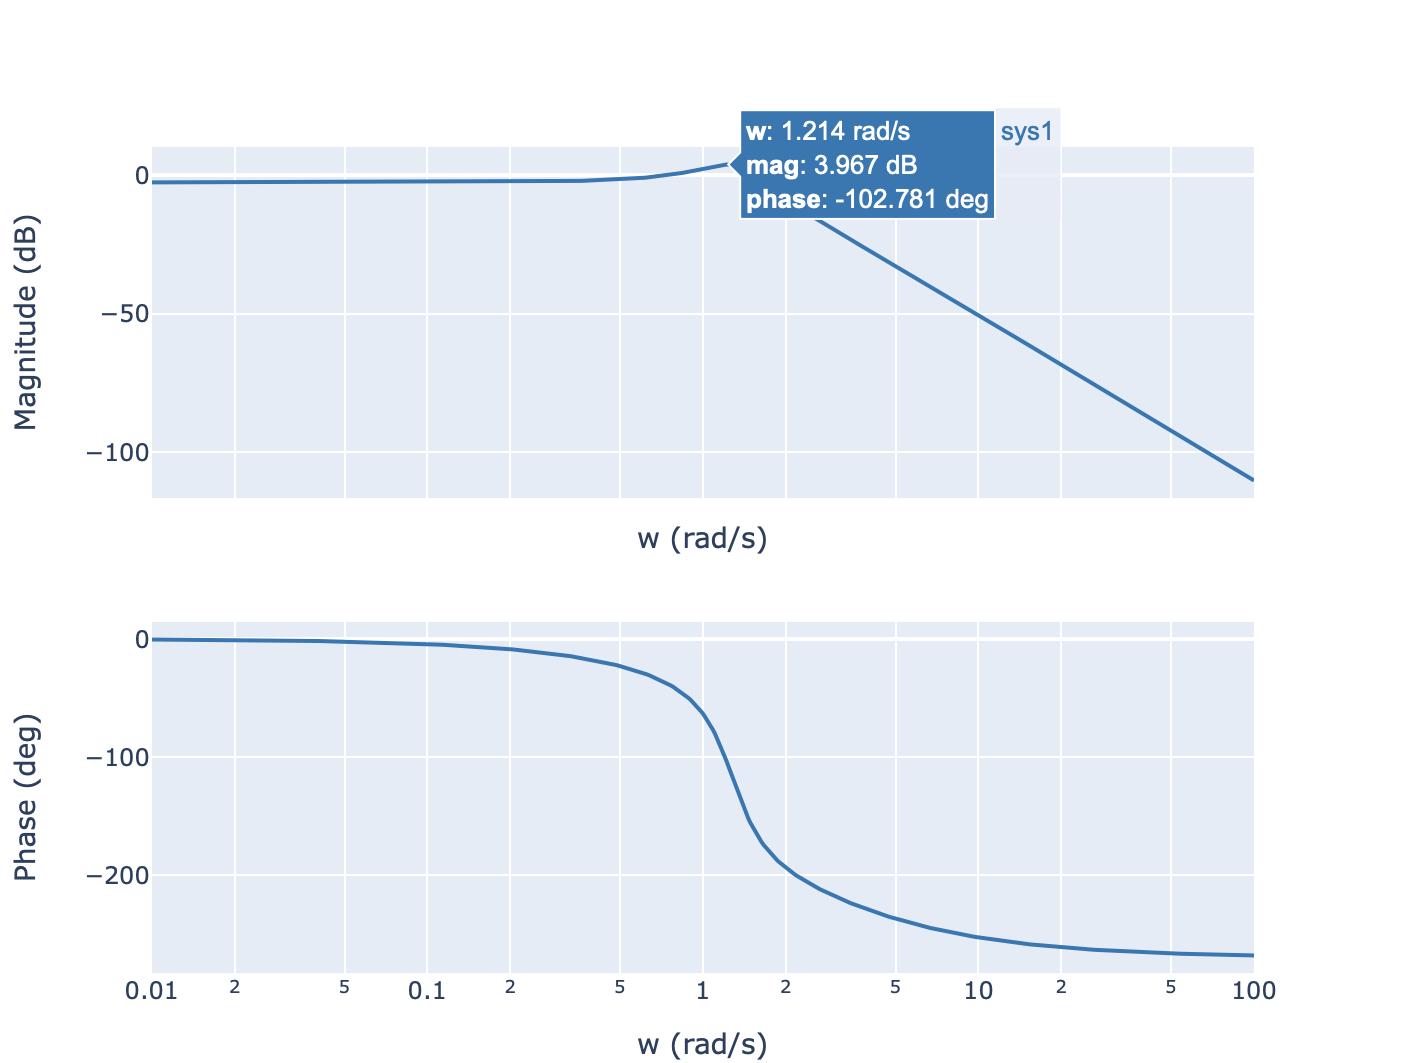 w: 1.214 rad/s
mag: 3.967 dB
phase: -102.781 deg
sys1
0
−50
−100
Magnitude (dB)
w (rad/s)
0
−100
−200
Phase (deg)
0.01 2 5 0.1 2 5 1 2 5 10 2 5 100
w (rad/s)